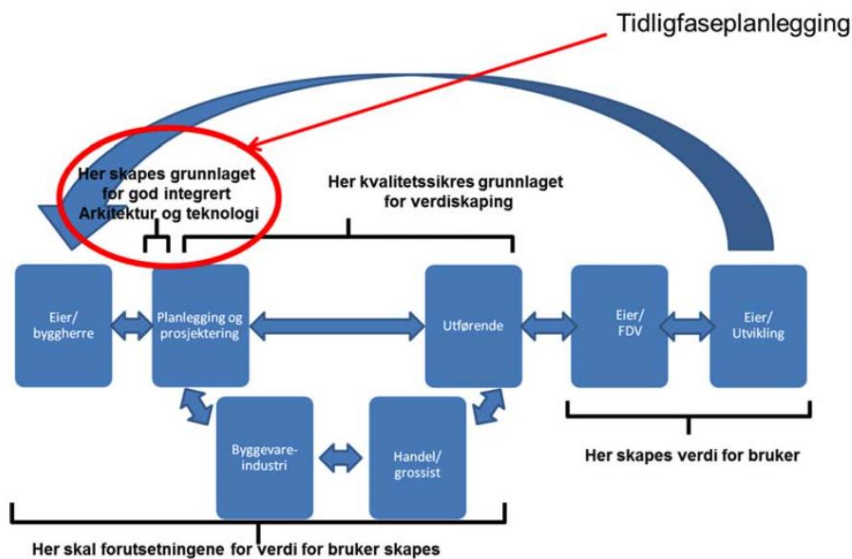 Tidligfaseplanlegging
Her skapes grunnlaget
for god integrert
Arkitektur og teknologi
Her kvalitetssikres grunnlaget
for verdiskaping
Eier/
byggherre
Planlegging og
prosjektering
Utførende
Eier/
FDV
Eier/
Utvikling
Byggevare-
industri
Handel/
grossist
Her skapes verdi for bruker
Her skal forutsetningene for verdi for bruker skapes